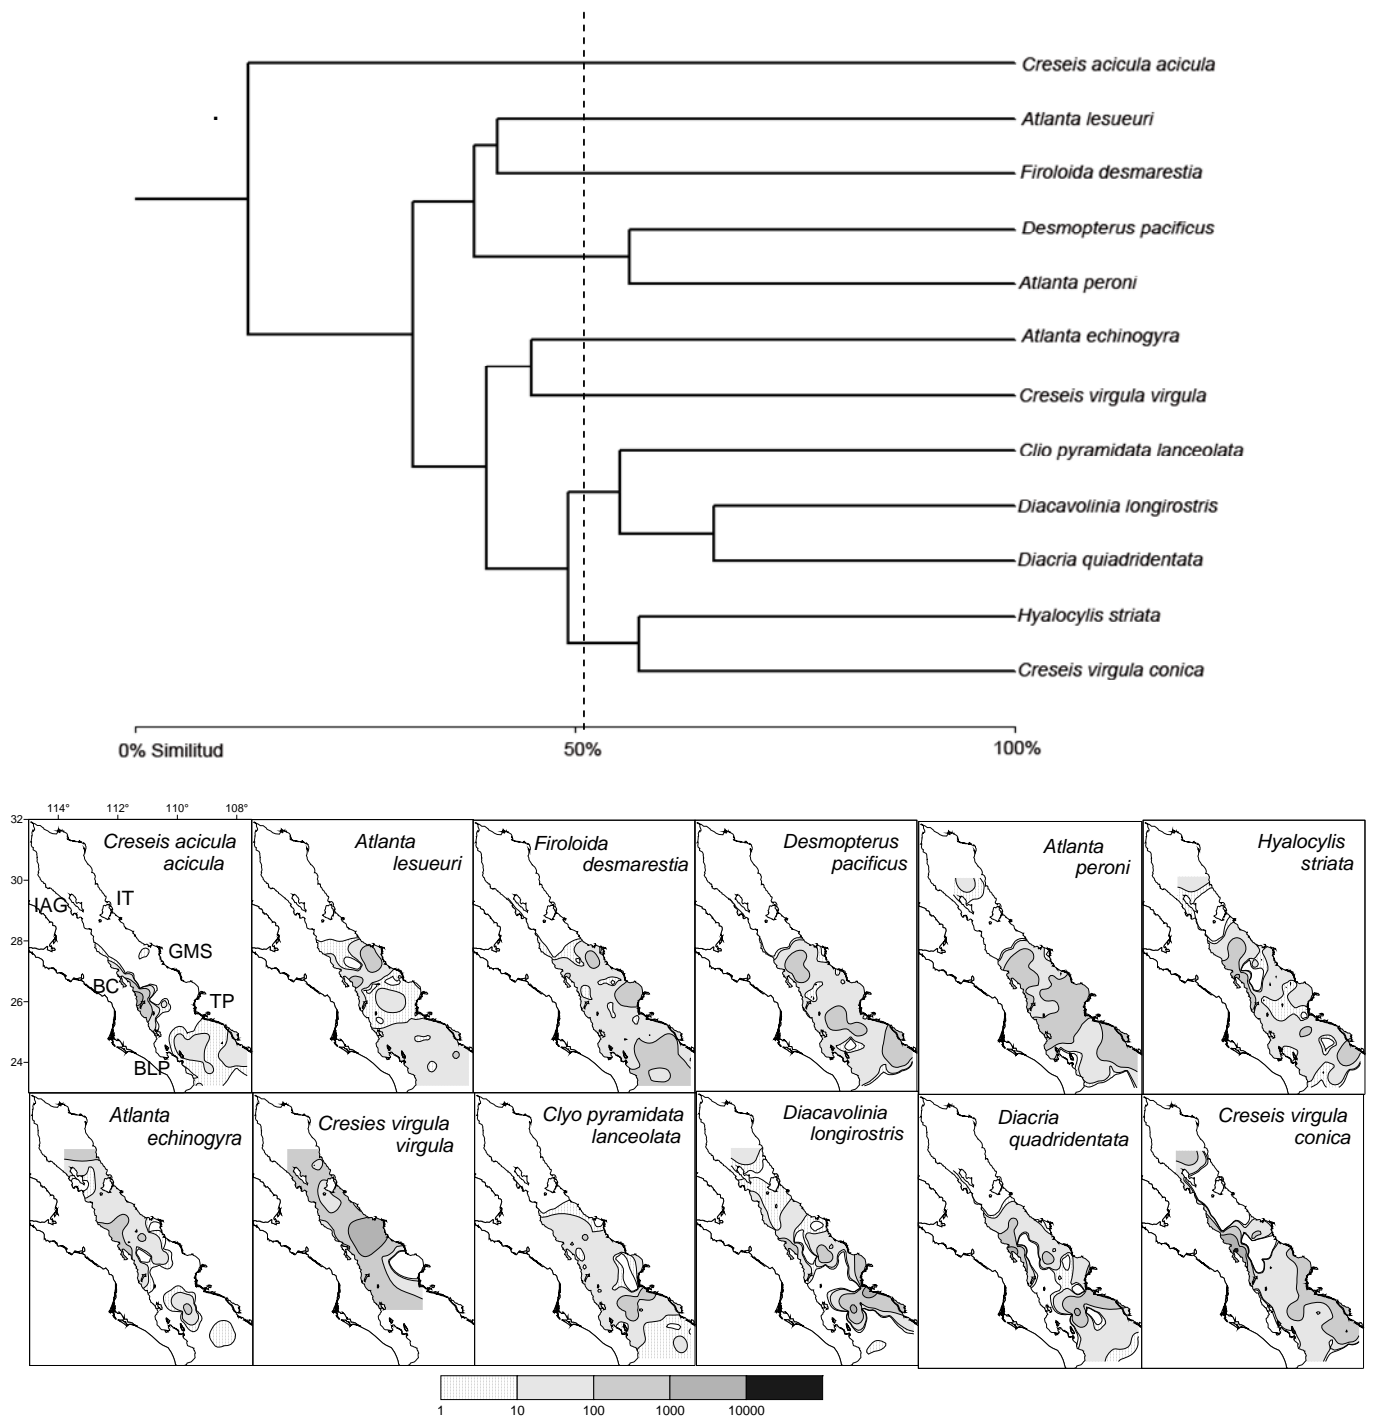 Creseis acicula acicula
Atlanta lesueuri
Firoloida desmarestia
Desmopterus pacificus
Atlanta peroni
Atlanta echinogyra
Creseis virgula virgula
Clio pyramidata lanceolata
Diacavolinia longirostris
Diacria quiadridentata
Hyalocylis striata
Creseis virgula conica
0% Similitud
50%
100%
114°
112°
110°
108°
32
30
28
26
24
Creseis acicula
acicula
IAG
IT
GMS
BC
TP
BLP
Atlanta
lesueuri
Firoloida
desmarestia
Desmopterus
pacificus
Atlanta
peroni
Hyalocylis
striata
Atlanta
echinogyra
Cresies virgula
virgula
Clyo pyramidata
lanceolata
Diacavolinia
longirostris
Diacria
quadridentata
Creseis virgula
conica
1
10
100
1000
10000